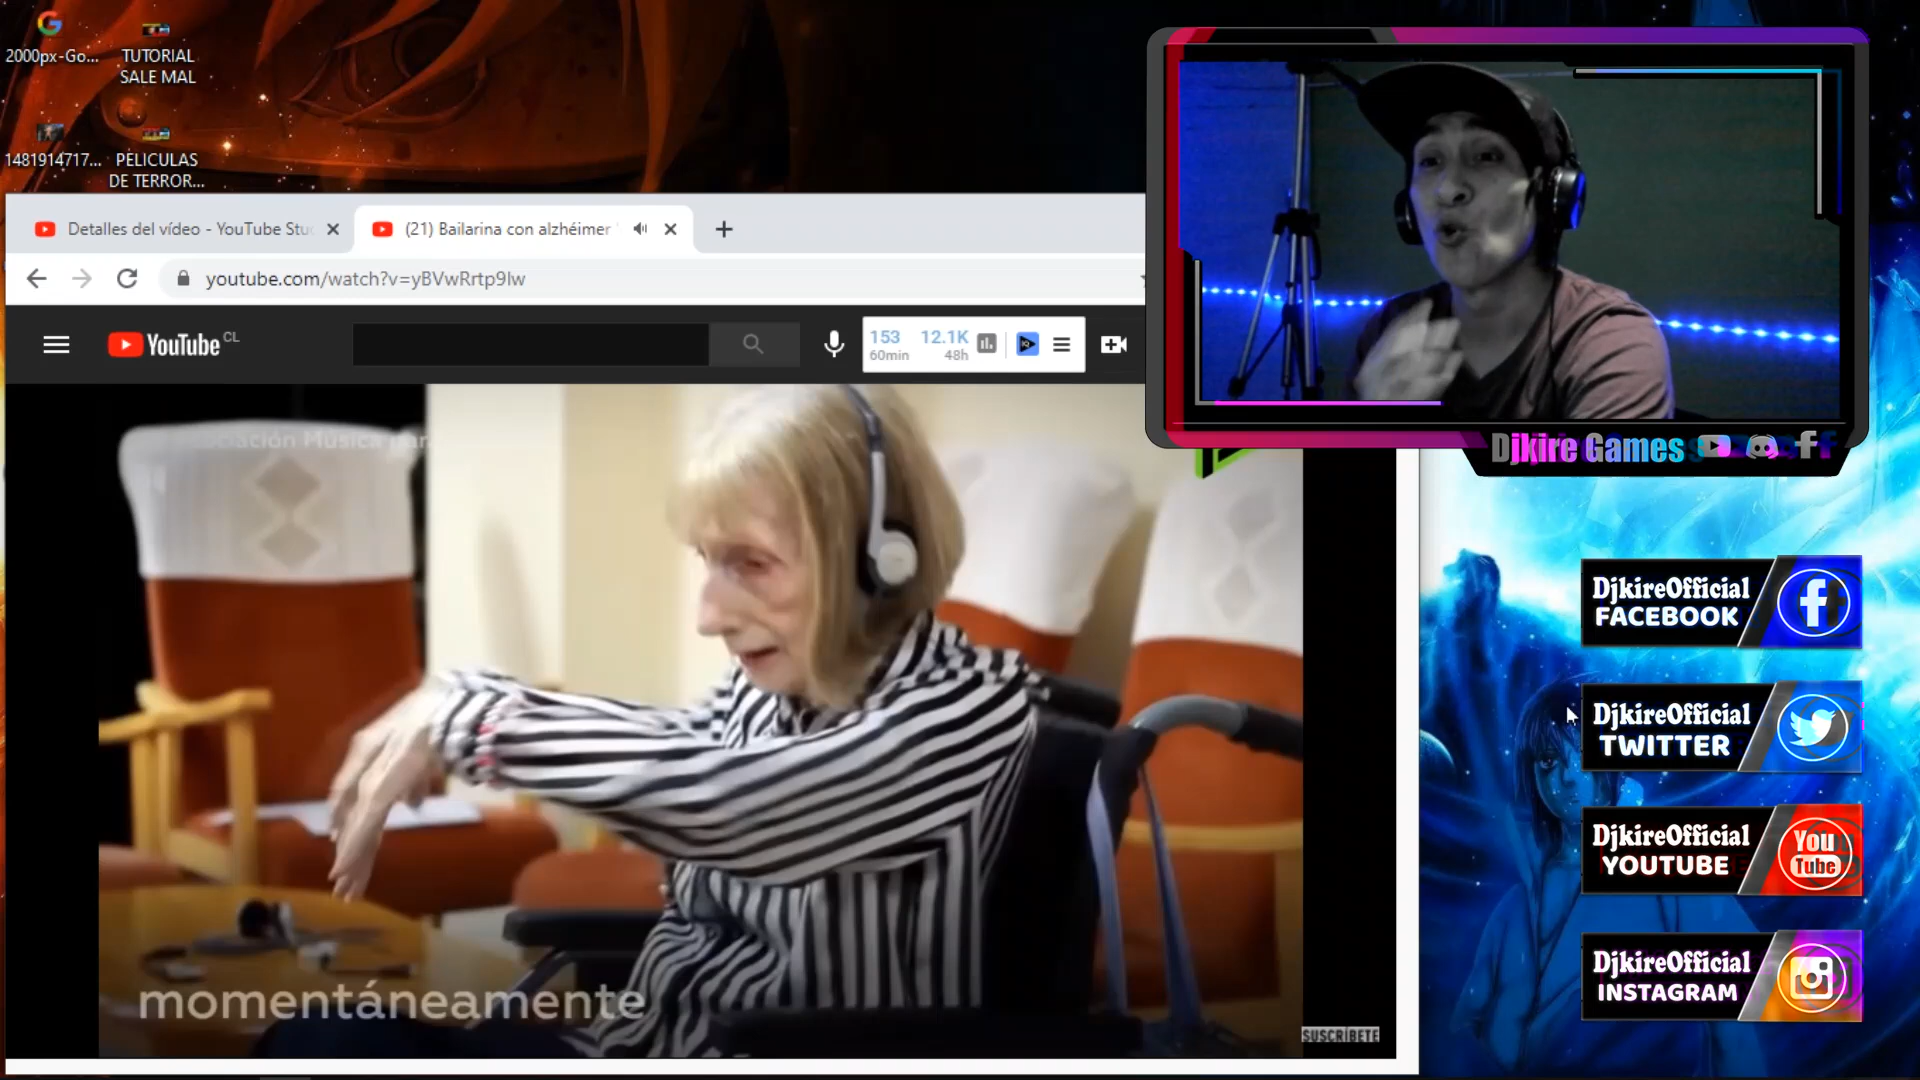 2000px-Go...
TUTORIAL
SALE MAL
1481914717...
PELICULAS
DE TERROR...
Detalles del vídeo - YouTube Stu
(21) Bailarina con alzhéimer
youtube.com/watch?v=yBVwRrtp9lw
YouTube CL
153
60min
12.1K
48h
Música para
momentáneamente
SUSCRÍBETE
Djkire Games
DjkireOfficial
FACEBOOK
DjkireOfficial
TWITTER
DjkireOfficial
YOUTUBE
You
Tube
DjkireOfficial
INSTAGRAM